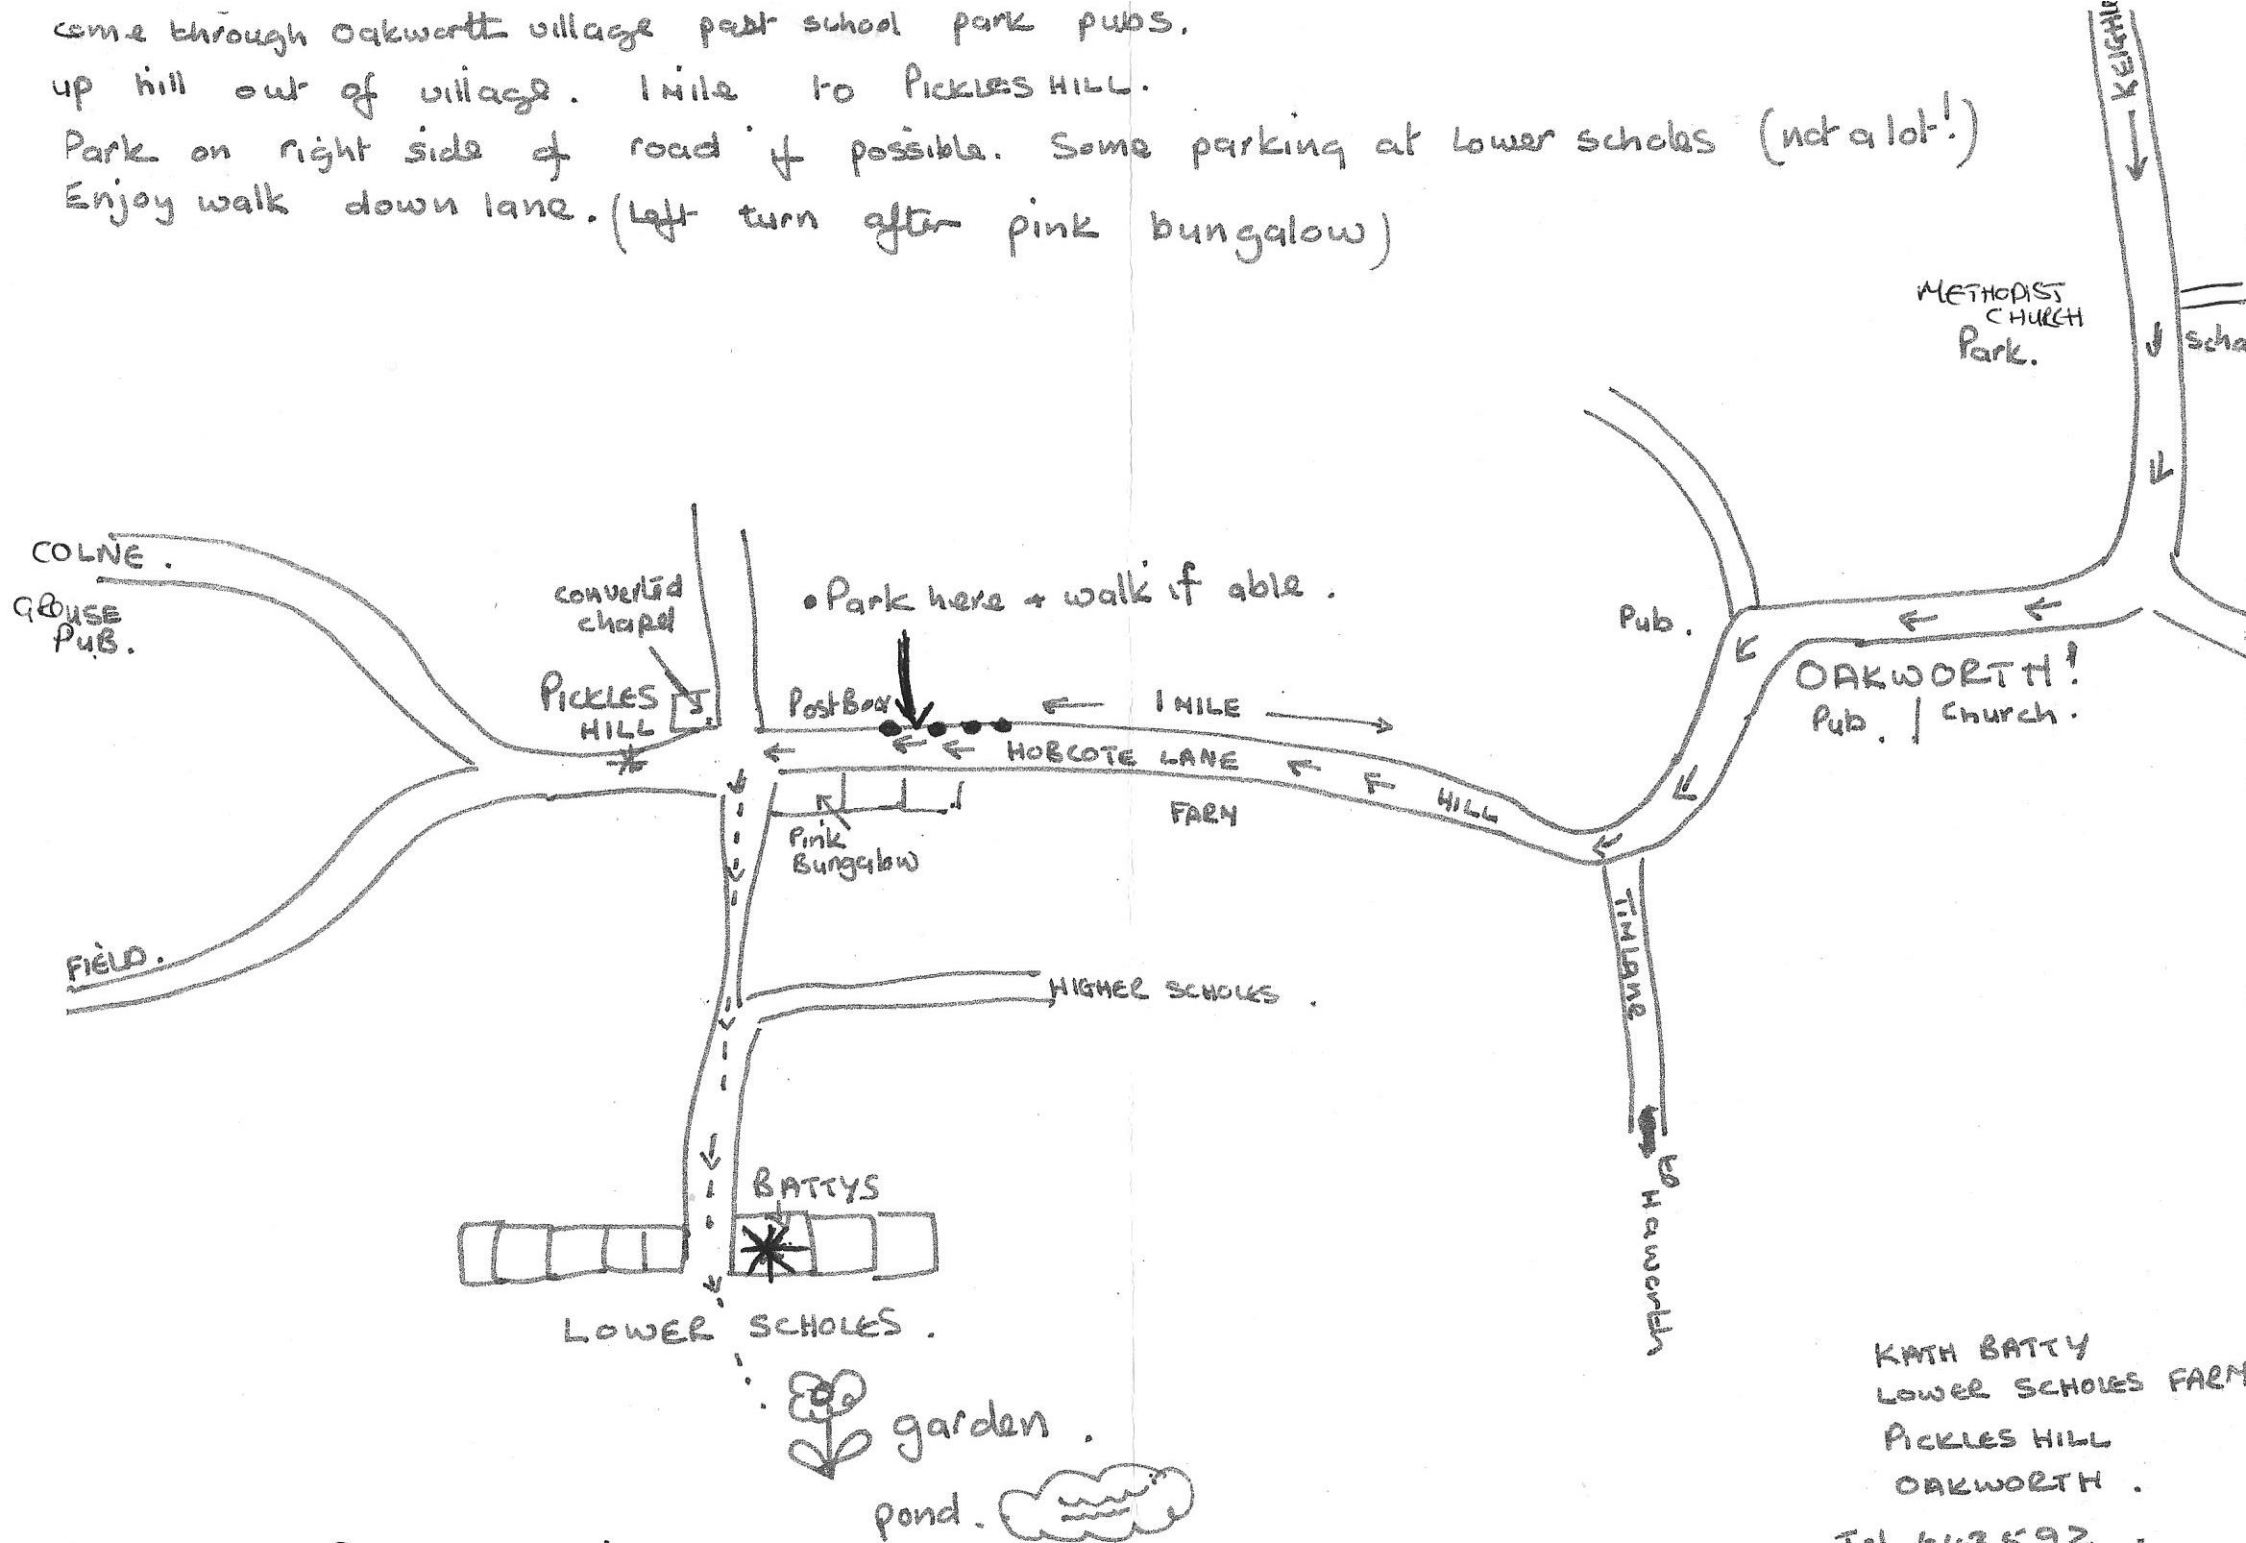 come through Oakworth village past school park pubs.
up hill out of village. 1 Mile to PICKLES HILL.
Park on right side of road if possible. Some parking at Lower scholes (not a lot!)
Enjoy walk down lane. (Left turn after pink bungalow)
METHODIST
CHURCH
Park.
COLNE.
GROUSE
PUB.
converted
chapel
• Park here + walk if able.
Pub.
PICKLES
HILL
Post Box
1 MILE
OAKWORTH!
Pub. | Church.
HOBCOTE LANE
HILL
FARM
Pink
Bungalow
TIM Lane
FIELD.
HIGHER SCHOLES.
to Haworth
BATTYS
LOWER SCHOLES.
garden.
pond.
KATH BATTY
LOWER SCHOLES FARM
PICKLES HILL
OAKWORTH.